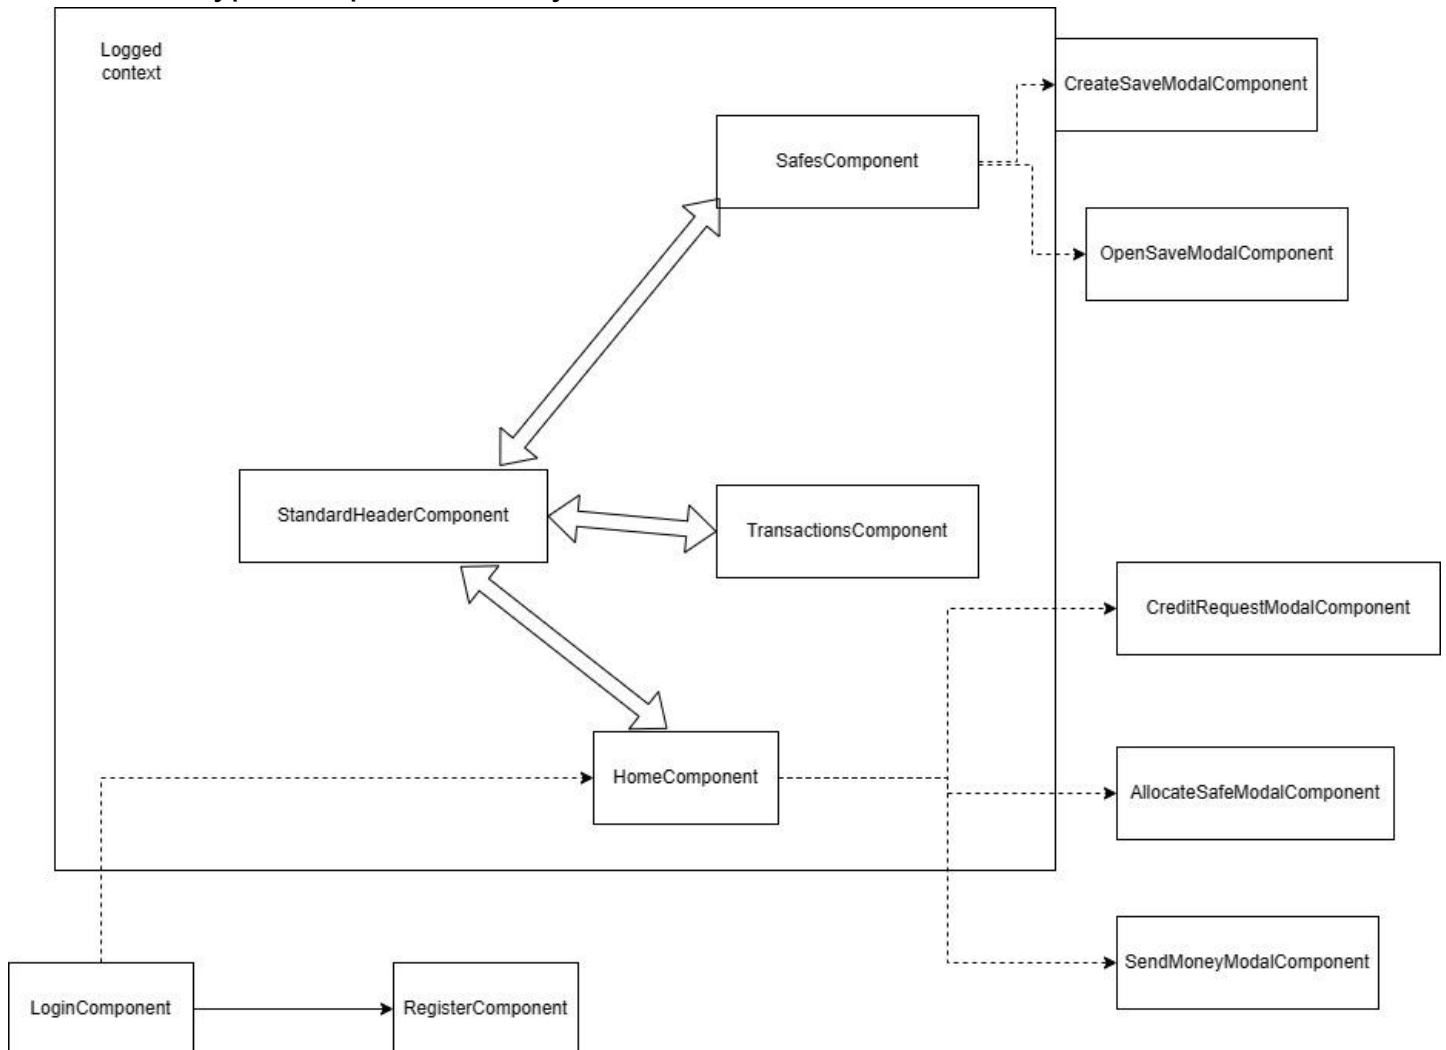 Logged
context
CreateSaveModalComponent
SafesComponent
OpenSaveModalComponent
StandardHeaderComponent
TransactionsComponent
CreditRequestModalComponent
HomeComponent
AllocateSafeModalComponent
SendMoneyModalComponent
LoginComponent
RegisterComponent